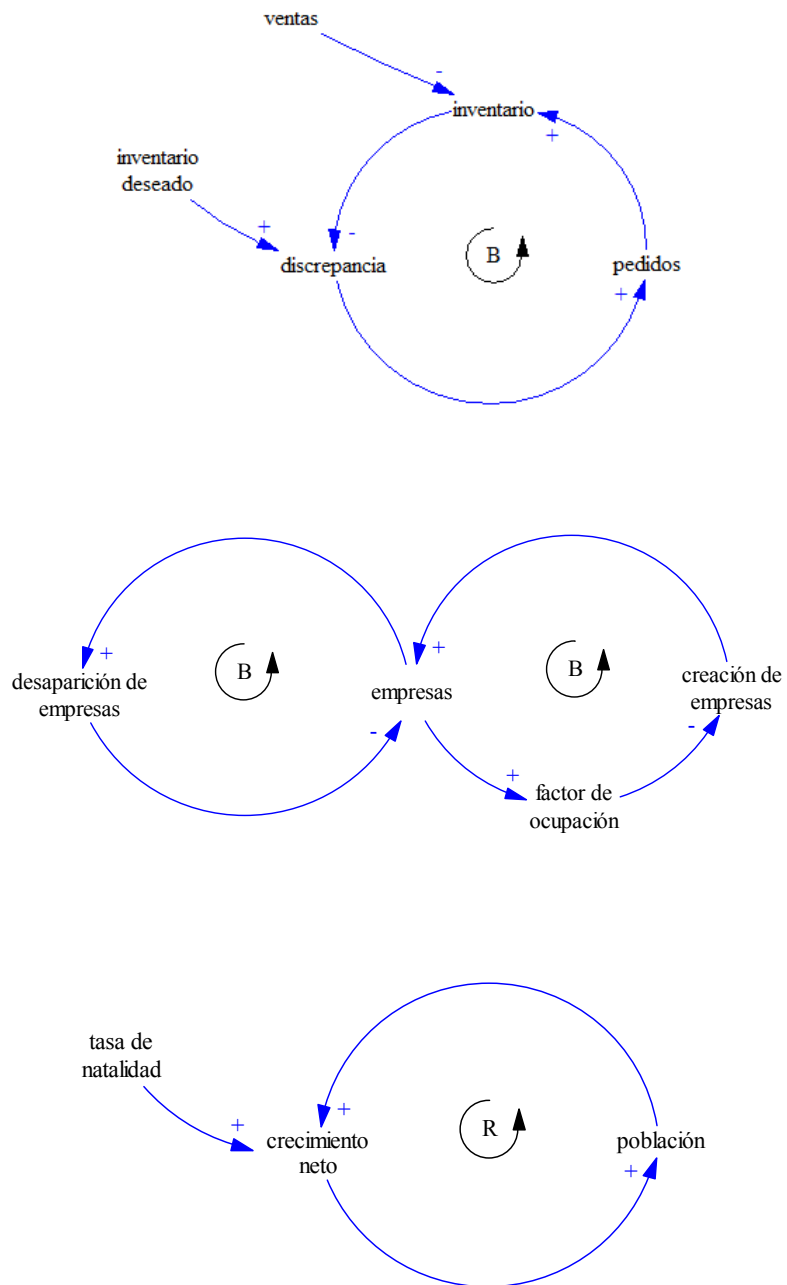 ventas
-
inventario
+
inventario
deseado
+
-
discrepancia
B
pedidos
+
+
+
desaparición de
empresas
B
empresas
B
creación de
empresas
-
-
+
factor de
ocupación
tasa de
natalidad
+
+
crecimiento
neto
R
población
+